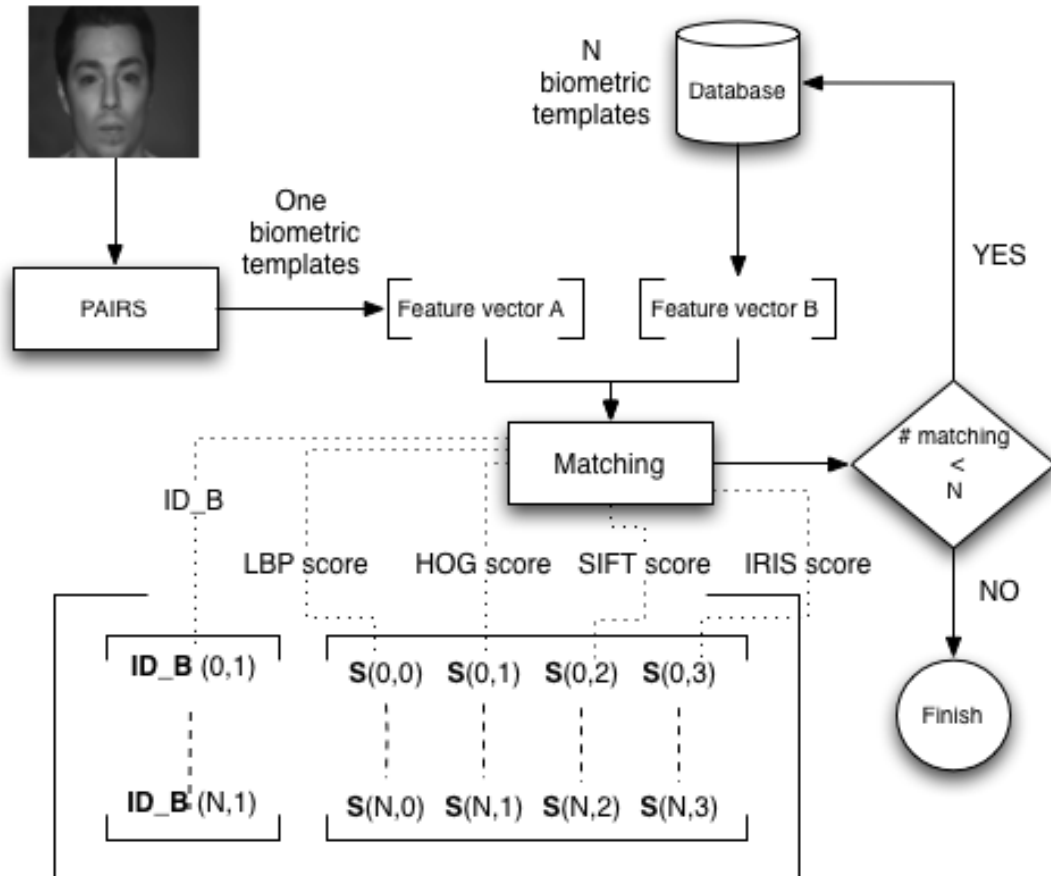 N
biometric
templates
Database
One
biometric
templates
YES
PAIRS
Feature vector A
Feature vector B
# matching
<
N
Matching
ID_B
LBP score
HOG score
SIFT score
IRIS score
NO
ID_B (0,1)
S(0,0) S(0,1) S(0,2) S(0,3)
Finish
ID_B (N,1)
S(N,0) S(N,1) S(N,2) S(N,3)